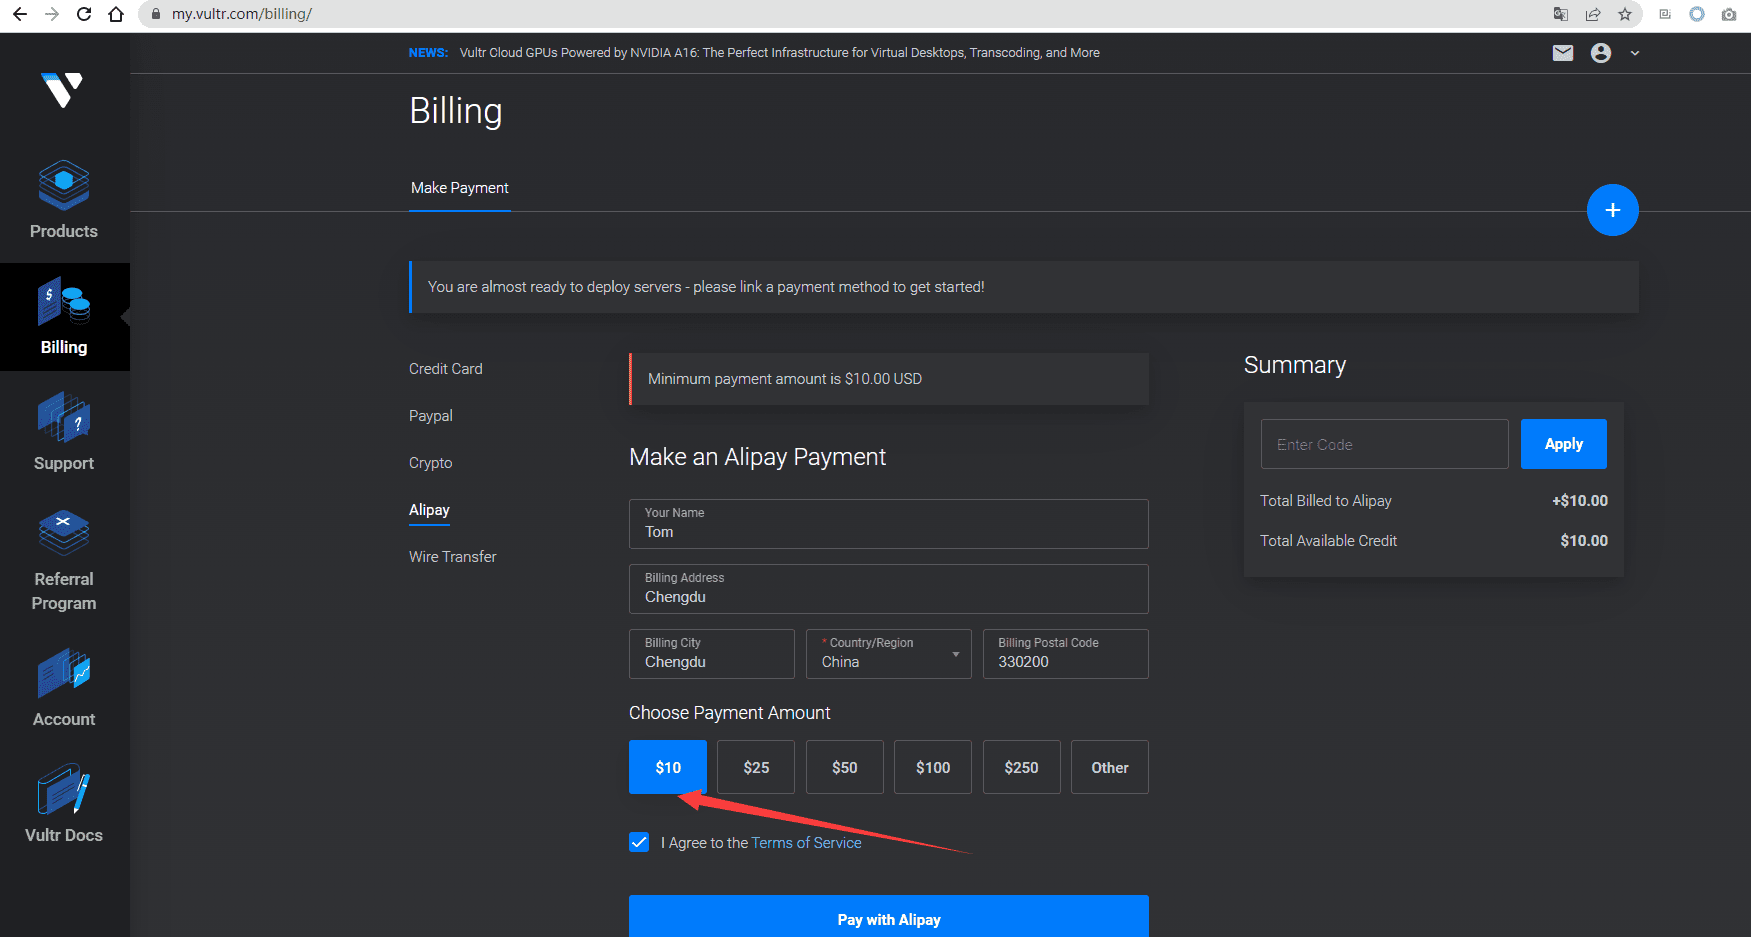 my.vultr.com/billing/
NEWS: Vultr Cloud GPUs Powered by NVIDIA A16: The Perfect Infrastructure for Virtual Desktops, Transcoding, and More
Billing
Make Payment
+
Products
Billing
Support
Referral
Program
Account
Vultr Docs
You are almost ready to deploy servers - please link a payment method to get started!
Credit Card
Paypal
Crypto
Alipay
Wire Transfer
Minimum payment amount is $10.00 USD
Make an Alipay Payment
Your Name
Tom
Billing Address
Chengdu
Billing City
Chengdu
* Country/Region
China
Billing Postal Code
330200
Choose Payment Amount
$10 $25 $50 $100 $250 Other
I Agree to the Terms of Service
Pay with Alipay
Summary
Enter Code
Apply
Total Billed to Alipay +$10.00
Total Available Credit $10.00